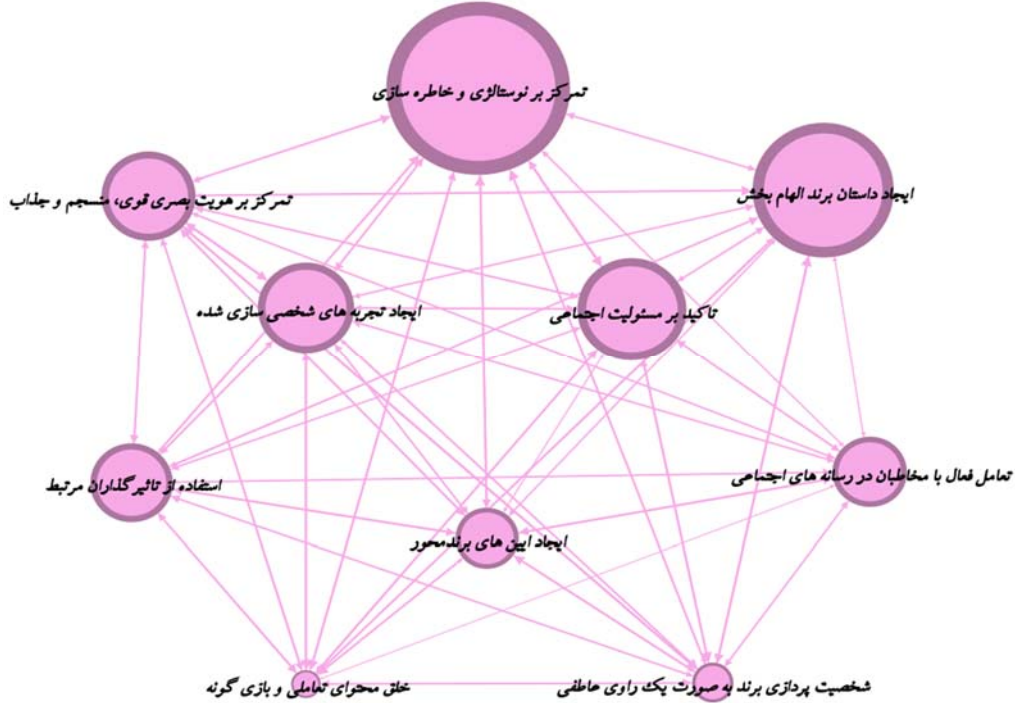 تمرکز بر نوستالژی و خاطره سازی
ایجاد داستان برند الهام بخش
تمرکز بر هویت بصری قوی، منسجم و جذاب
ایجاد تجربه های شخصی سازی شده
تاکید بر مسئولیت اجتماعی
تعامل فعال با مخاطبان در رسانه های اجتماعی
استفاده از تاثیرگذاران مرتبط
ایجاد ایین های برندمحور
شخصیت پردازی برند به صورت یک راوی عاطفی
خلق محتوای تعاملی و بازی گونه